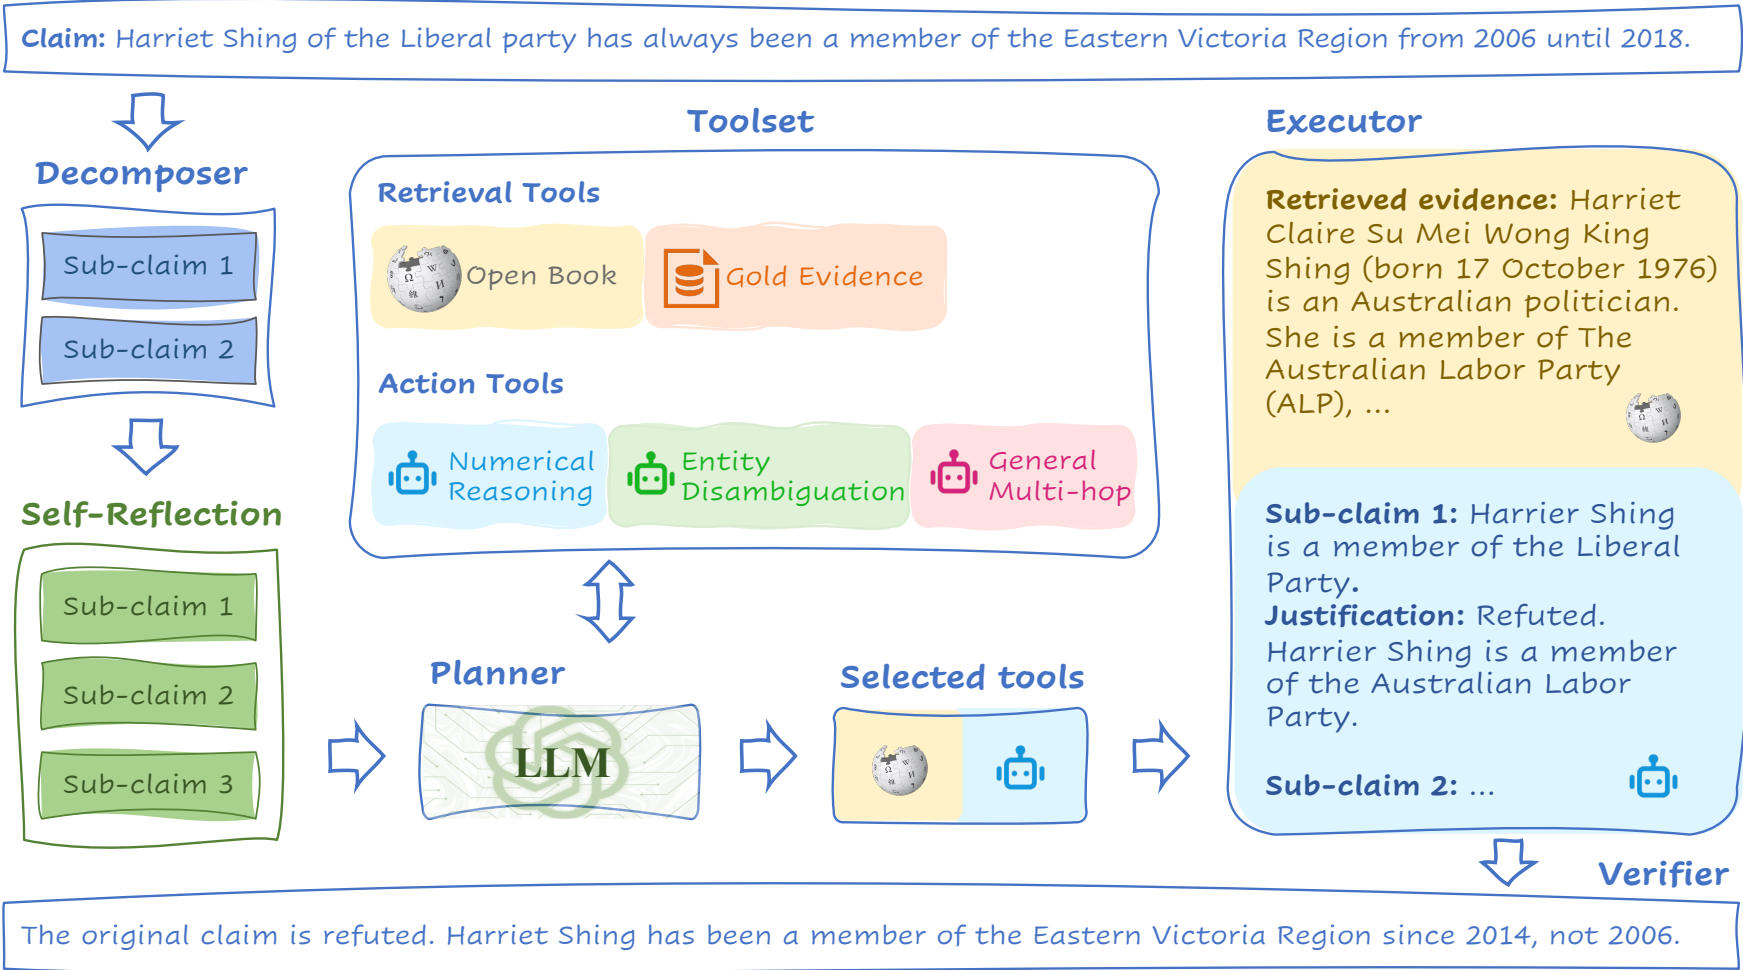 Claim: Harriet Shing of the Liberal party has always been a member of the Eastern Victoria Region from 2006 until 2018.
Decomposer
Sub-claim 1
Sub-claim 2
Self-Reflection
Sub-claim 1
Sub-claim 2
Sub-claim 3
Toolset
Retrieval Tools
Open Book
Gold Evidence
Action Tools
Numerical
Reasoning
Entity
Disambiguation
General
Multi-hop
Planner
LLM
Selected tools
Executor
Retrieved evidence: Harriet
Claire Su Mei Wong King
Shing (born 17 October 1976)
is an Australian politician.
She is a member of The
Australian Labor Party
(ALP), ...
Sub-claim 1: Harrier Shing
is a member of the Liberal
Party.
Justification: Refuted.
Harrier Shing is a member
of the Australian Labor
Party.
Sub-claim 2: ...
Verifier
The original claim is refuted. Harriet Shing has been a member of the Eastern Victoria Region since 2014, not 2006.